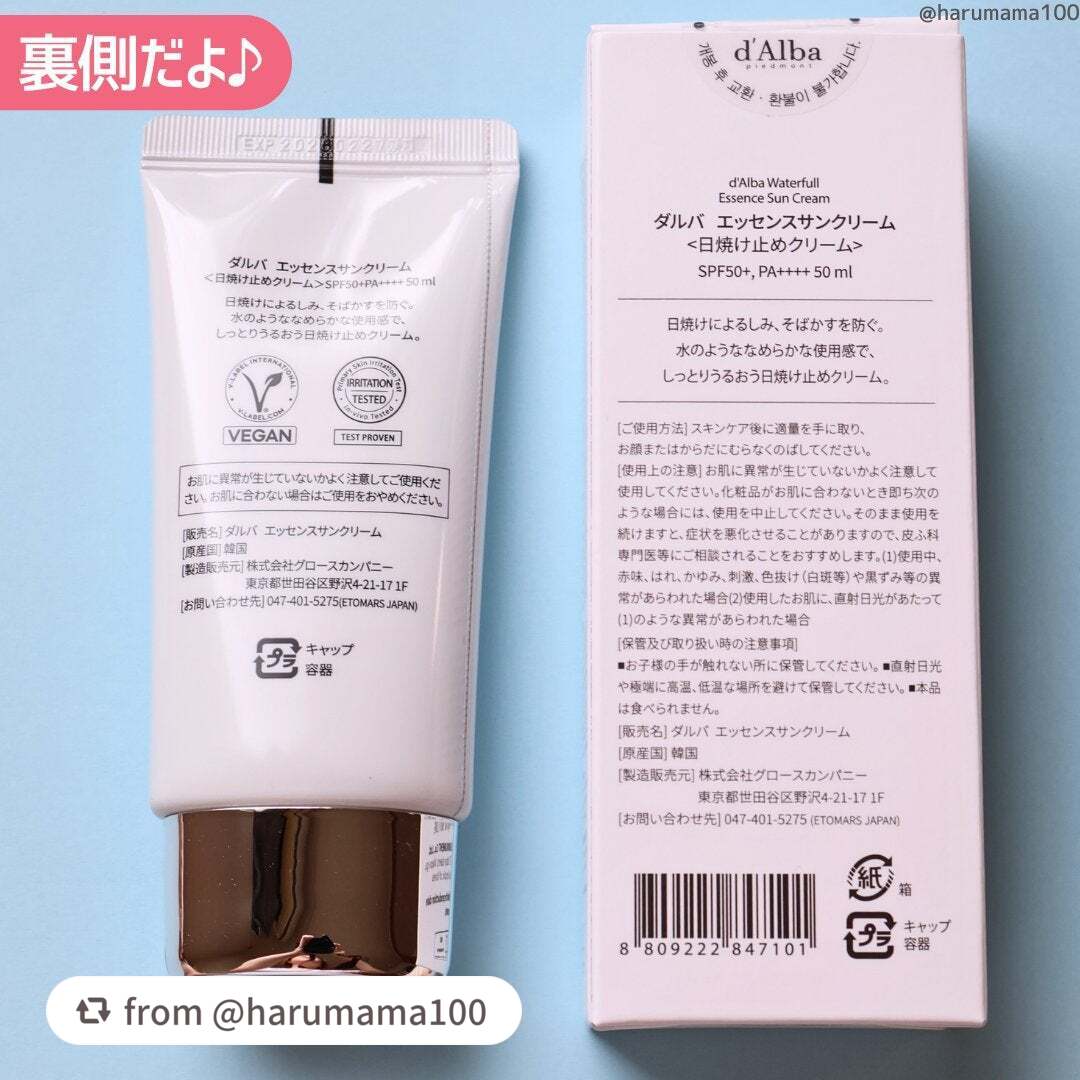 @harumama100
裏側だよ♪
d'Alba
piedmont
개봉 후 교환·환불이 불가합니다.
d'Alba Waterfull
Essence Sun Cream
ダルバ エッセンスサンクリーム
<日焼け止めクリーム>
SPF50+, PA++++ 50 ml
日焼けによるしみ、そばかすを防ぐ。
水のようななめらかな使用感で、
しっとりうるおう日焼け止めクリーム。
[ご使用方法] スキンケア後に適量を手に取り、
お顔またはからだにむらなくのばしてください。
[使用上の注意] お肌に異常が生じていないかよく注意して
使用してください。化粧品がお肌に合わないとき即ち次の
ような場合には、使用を中止してください。そのまま使用を
続けますと、症状を悪化させることがありますので、皮ふ科
専門医等にご相談されることをおすすめします。(1)使用中、
赤味、はれ、かゆみ、刺激、色抜け(白斑等)や黒ずみ等の異
常があらわれた場合(2)使用したお肌に、直射日光があたって
(1)のような異常があらわれた場合
[保管及び取り扱い時の注意事項]
■お子様の手が触れない所に保管してください。■直射日光
や極端に高温、低温な場所を避けて保管してください。■本品
は食べられません。
[販売名] ダルバ エッセンスサンクリーム
[原産国] 韓国
[製造販売元] 株式会社グロースカンパニー
東京都世田谷区野沢4-21-17 1F
[お問い合わせ先] 047-401-5275 (ETOMARS JAPAN)
8 809222 847101
紙 箱
プラ キャップ
容器
EXP
ダルバ エッセンスサンクリーム
<日焼け止めクリーム>SPF50+PA++++ 50 ml
日焼けによるしみ、そばかすを防ぐ。
水のようななめらかな使用感で、
しっとりうるおう日焼け止めクリーム。
V-LABEL INTERNATIONAL
V-LABEL.COM
VEGAN
Primary Skin Irritation Test
IRRITATION
TESTED
in-vivo Tested
TEST PROVEN
お肌に異常が生じていないかよく注意してご使用くだ
さい。お肌に合わない場合はご使用をおやめください。
[販売名] ダルバ エッセンスサンクリーム
[原産国] 韓国
[製造販売元] 株式会社グロースカンパニー
東京都世田谷区野沢4-21-17 1F
[お問い合わせ先] 047-401-5275(ETOMARS JAPAN)
プラ キャップ
容器
from @harumama100